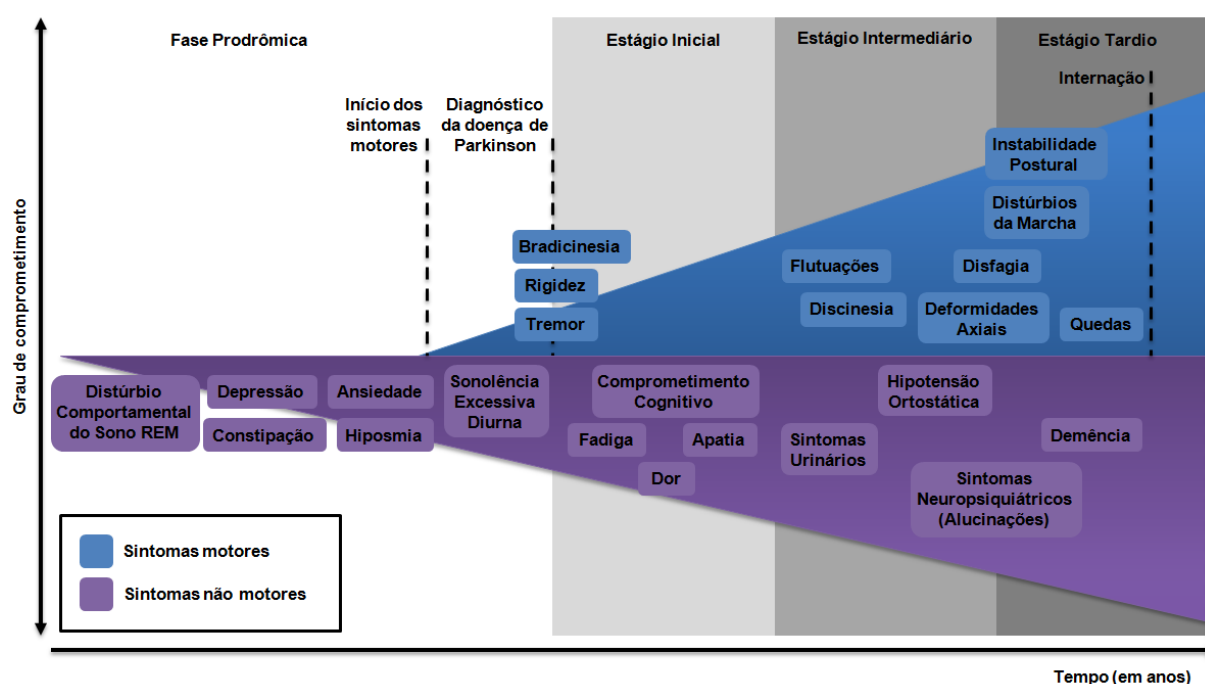 Fase Prodrômica
Estágio Inicial
Estágio Intermediário
Estágio Tardio
Internação
Início dos
sintomas
motores
Diagnóstico
da doença de
Parkinson
Instabilidade
Postural
Distúrbios
da Marcha
Bradicinesia
Rigidez
Tremor
Flutuações
Disfagia
Discinesia
Deformidades
Axiais
Quedas
Grau de comprometimento
Distúrbio
Comportamental
do Sono REM
Depressão
Ansiedade
Constipação
Hiposmia
Sonolência
Excessiva
Diurna
Comprometimento
Cognitivo
Fadiga
Apatia
Dor
Hipotensão
Ortostática
Sintomas
Urinários
Demência
Sintomas
Neuropsiquiátricos
(Alucinações)
Sintomas motores
Sintomas não motores
Tempo (em anos)